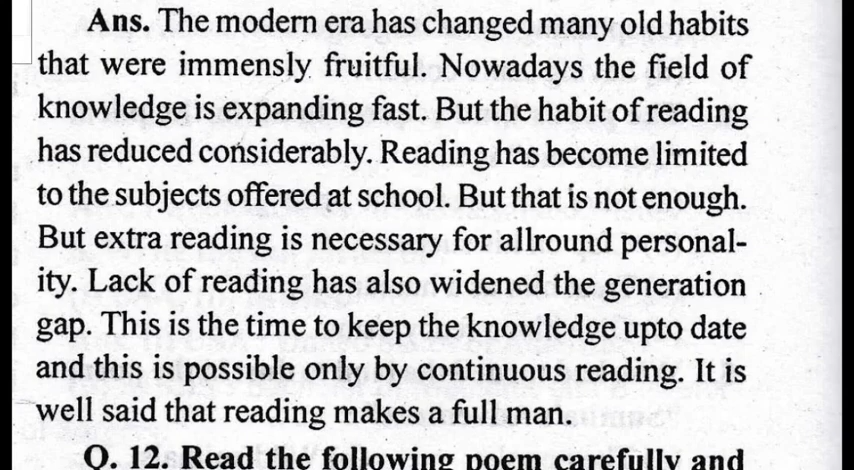 Ans. The modern era has changed many old habits
that were immensly fruitful. Nowadays the field of
knowledge is expanding fast. But the habit of reading
has reduced considerably. Reading has become limited
to the subjects offered at school. But that is not enough.
But extra reading is necessary for allround personal-
ity. Lack of reading has also widened the generation
gap. This is the time to keep the knowledge upto date
and this is possible only by continuous reading. It is
well said that reading makes a full man.
Q. 12. Read the following poem carefully and